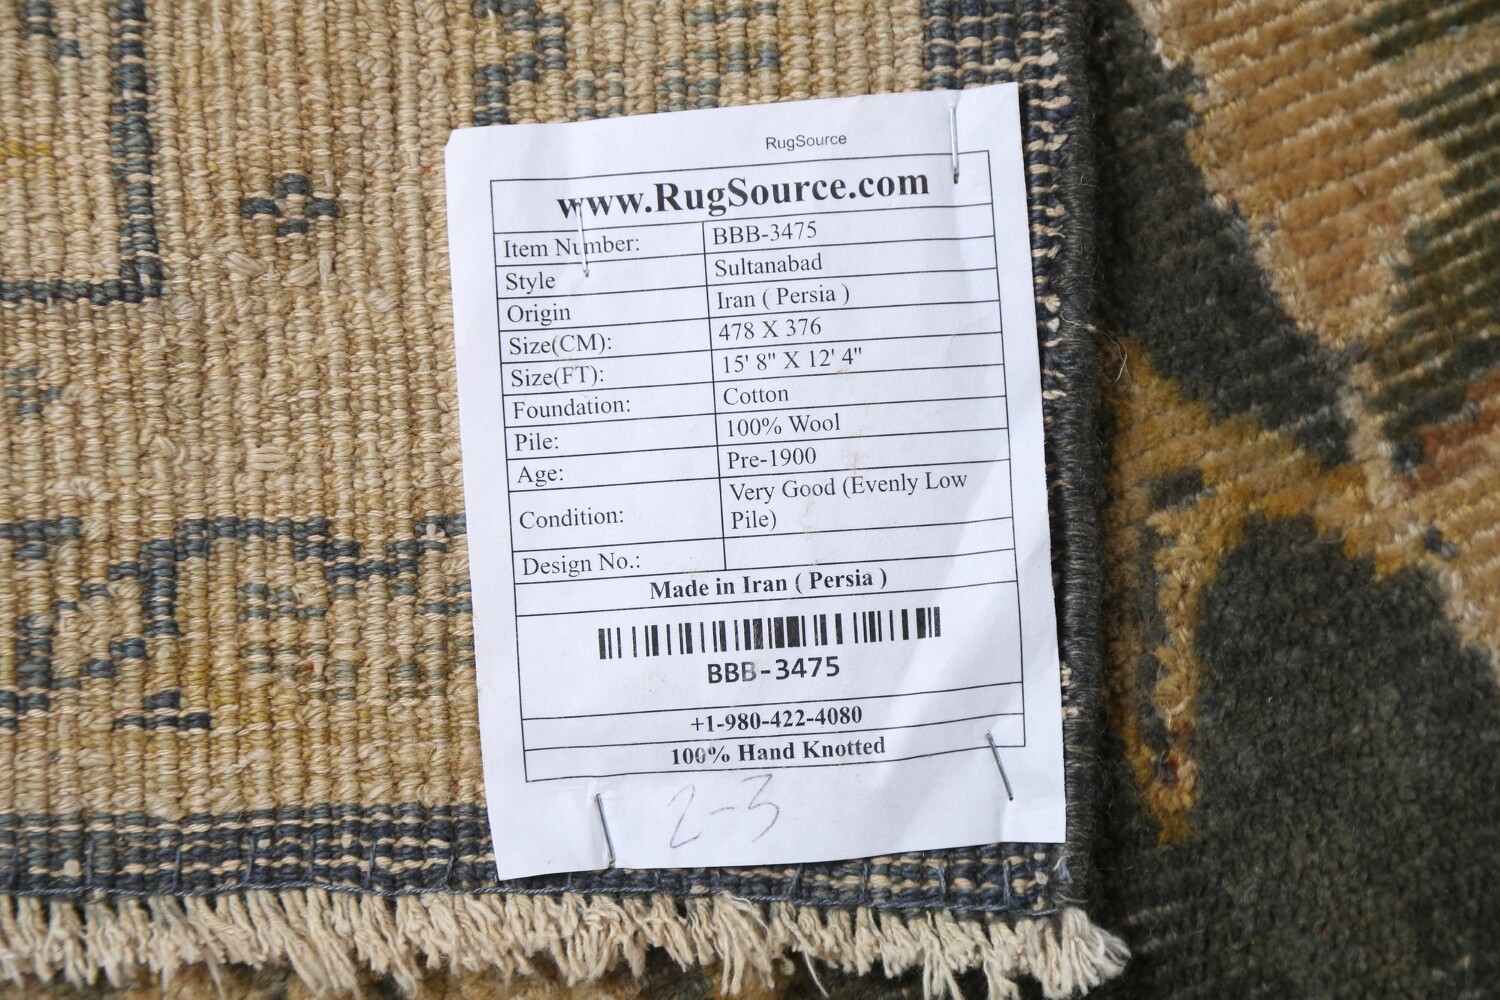 RugSource
www.RugSource.com
Item Number: BBB-3475
Style Sultanabad
Origin Iran ( Persia )
Size(CM): 478 X 376
Size(FT): 15' 8" X 12' 4"
Foundation: Cotton
Pile: 100% Wool
Age: Pre-1900
Condition: Very Good (Evenly Low
Pile)
Design No.:
Made in Iran ( Persia )
BBB-3475
+1-980-422-4080
100% Hand Knotted
2-3